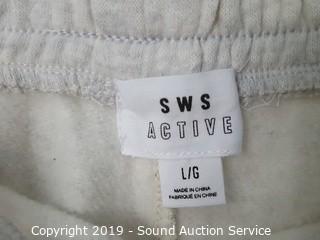 SWS
ACTIVE
L/G
MADE IN CHINA
FABRIQUÉ EN CHINE
Copyright 2019 - Sound Auction Service